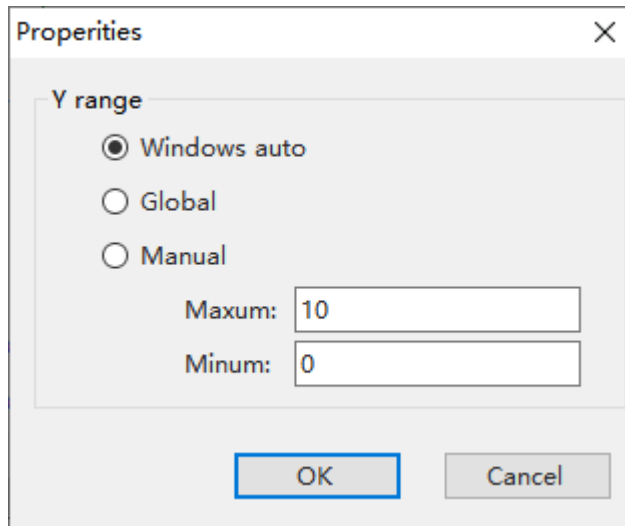 Properities
Y range
Windows auto
Global
Manual
Maxum: 10
Minum: 0
OK Cancel